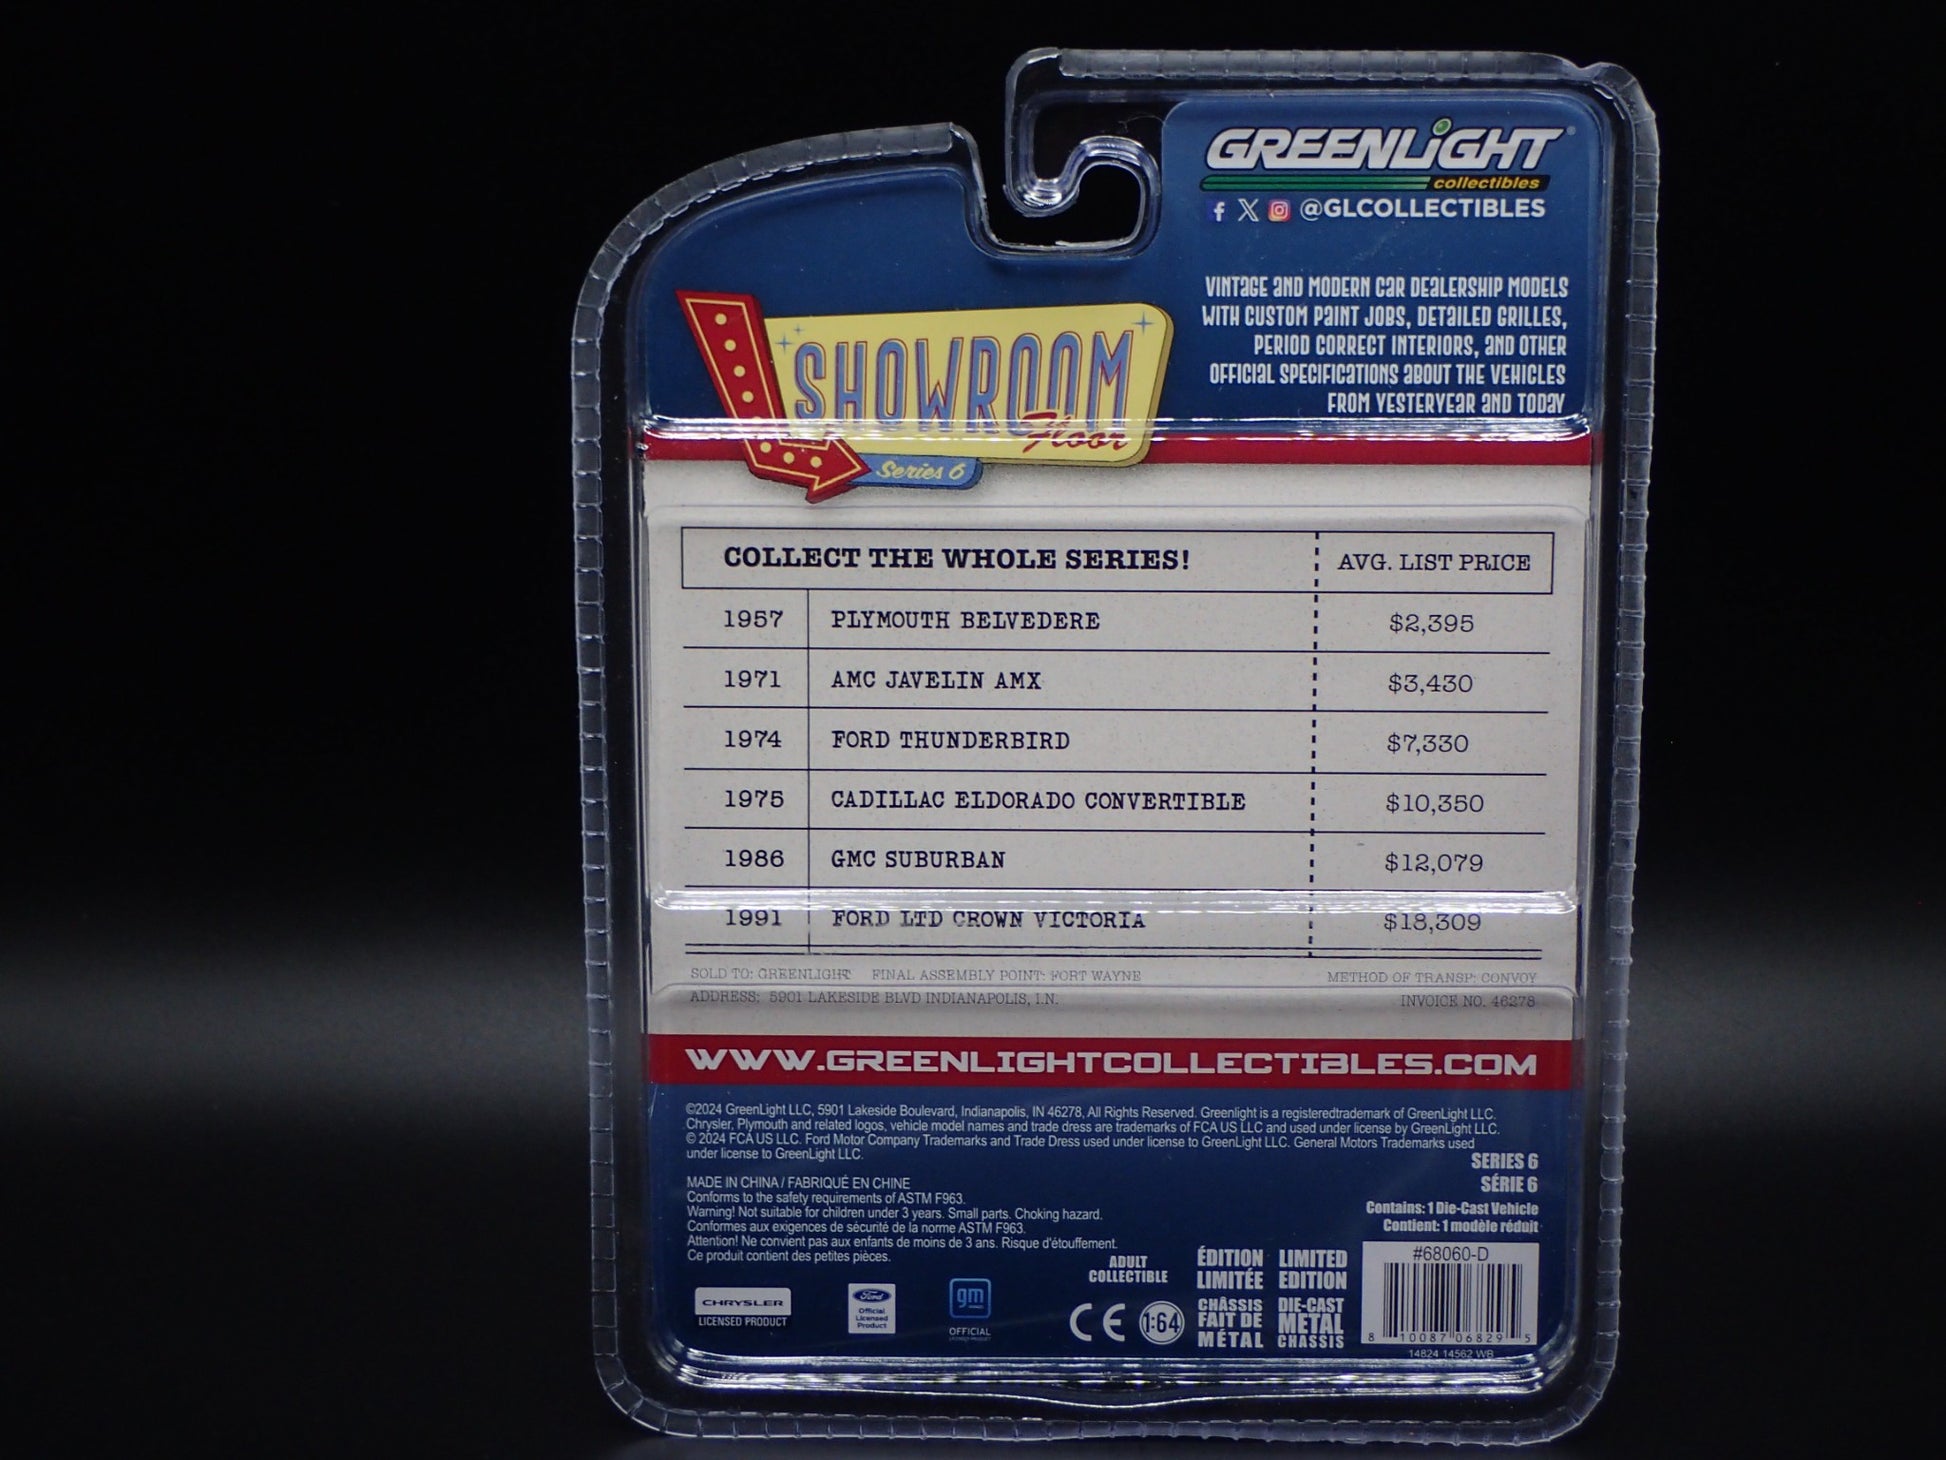 GREENLIGHT®
collectibles
@GLCOLLECTIBLES
VINTAGE AND MODERN CAR DEALERSHIP MODELS
WITH CUSTOM PAINT JOBS, DETAILED GRILLES,
PERIOD CORRECT INTERIORS, AND OTHER
OFFICIAL SPECIFICATIONS ABOUT THE VEHICLES
FROM YESTERYEAR AND TODAY
SHOWROOM
Floor
Series 6
COLLECT THE WHOLE SERIES! AVG. LIST PRICE
1957 PLYMOUTH BELVEDERE $2,395
1971 AMC JAVELIN AMX $3,430
1974 FORD THUNDERBIRD $7,330
1975 CADILLAC ELDORADO CONVERTIBLE $10,350
1986 GMC SUBURBAN $12,079
1991 FORD LTD CROWN VICTORIA $18,309
SOLD TO: GREENLIGHT FINAL ASSEMBLY POINT: FORT WAYNE METHOD OF TRANSP: CONVOY
ADDRESS: 5901 LAKESIDE BLVD INDIANAPOLIS, I.N. INVOICE NO. 46278
WWW.GREENLIGHTCOLLECTIBLES.COM
©2024 GreenLight LLC, 5901 Lakeside Boulevard, Indianapolis, IN 46278, All Rights Reserved. Greenlight is a registeredtrademark of GreenLight LLC.
Chrysler, Plymouth and related logos, vehicle model names and trade dress are trademarks of FCA US LLC and used under license by GreenLight LLC.
© 2024 FCA US LLC. Ford Motor Company Trademarks and Trade Dress used under license to GreenLight LLC. General Motors Trademarks used
under license to GreenLight LLC.
SERIES 6
SÉRIE 6
MADE IN CHINA / FABRIQUÉ EN CHINE
Conforms to the safety requirements of ASTM F963.
Warning! Not suitable for children under 3 years. Small parts. Choking hazard.
Conformes aux exigences de sécurité de la norme ASTM F963.
Attention! Ne convient pas aux enfants de moins de 3 ans. Risque d'étouffement.
Ce produit contient des petites pièces.
Contains: 1 Die-Cast Vehicle
Contient: 1 modèle réduit
ADULT
COLLECTIBLE
ÉDITION
LIMITÉE
LIMITED
EDITION
CHÂSSIS
FAIT DE
MÉTAL
DIE-CAST
METAL
CHASSIS
CE 1:64
CHRYSLER
LICENSED PRODUCT
Ford
Official
Licensed
Product
gm
OFFICIAL
#68060-D
8 10087 06829 5
14824 14562 WB